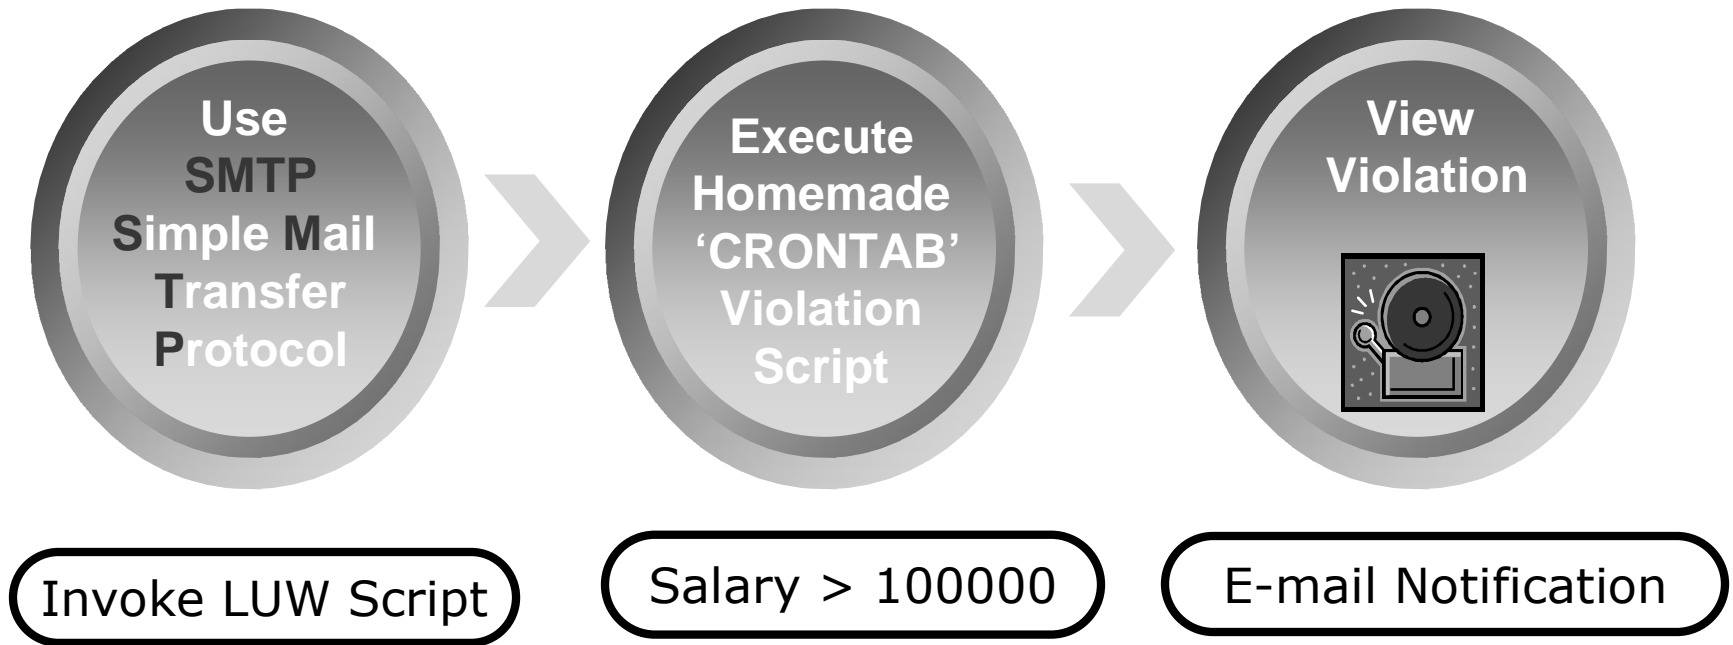 Use
SMTP
Simple Mail
Transfer
Protocol
Execute
Homemade
‘CRONTAB’
Violation
Script
View
Violation
Invoke LUW Script
Salary > 100000
E-mail Notification